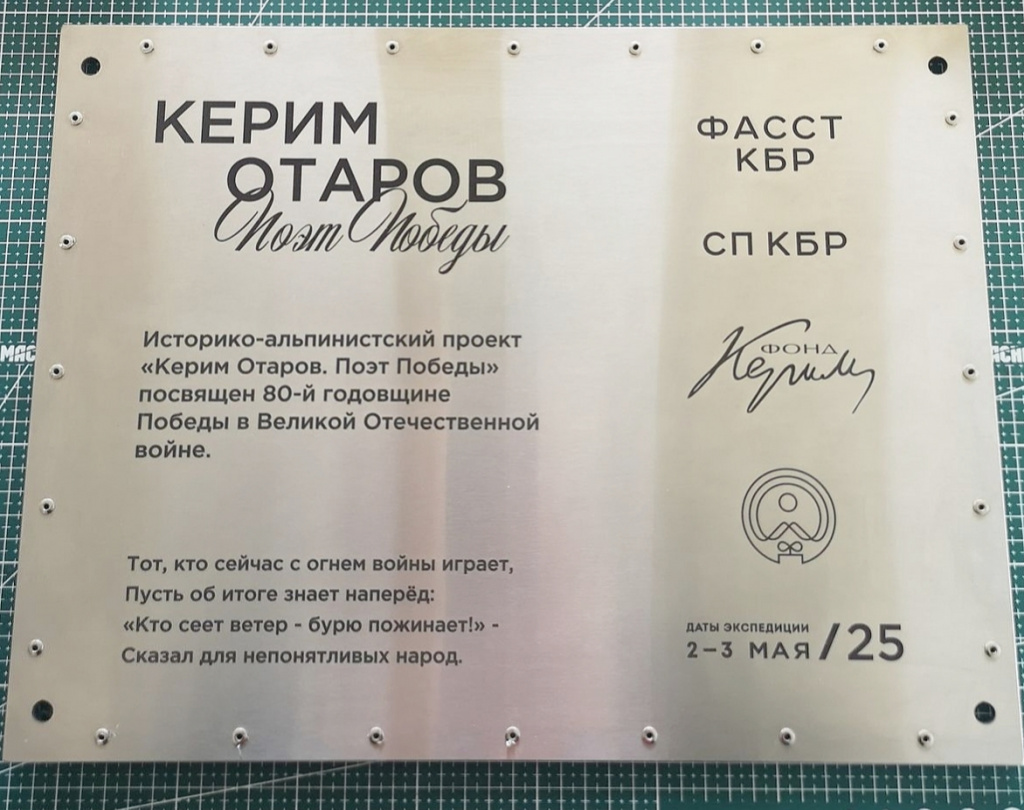 КЕРИМ
ОТАРОВ
Поэт Победы
Историко-альпинистский проект
«Керим Отаров. Поэт Победы»
посвящен 80-й годовщине
Победы в Великой Отечественной
войне.
Тот, кто сейчас с огнем войны играет,
Пусть об итоге знает наперёд:
«Кто сеет ветер - бурю пожинает!» -
Сказал для непонятливых народ.
ФАССТ
КБР
СП КБР
ФОНД
Керим
ДАТЫ ЭКСПЕДИЦИИ
2–3 МАЯ /25